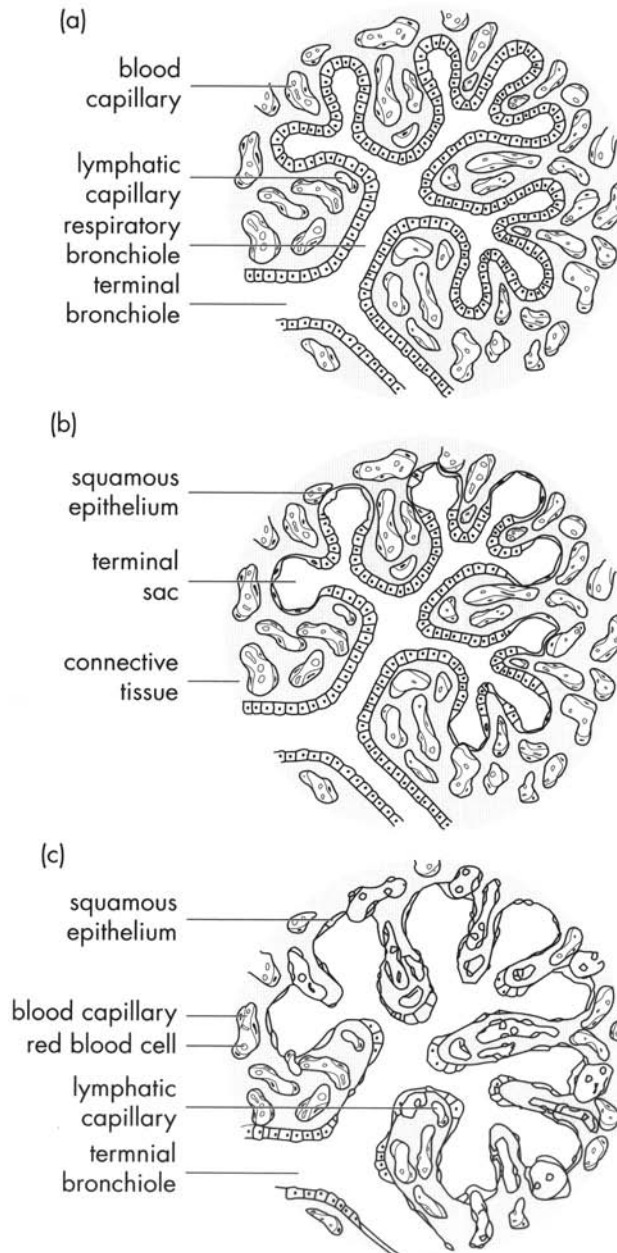 (a)
blood
capillary
lymphatic
capillary
respiratory
bronchiole
terminal
bronchiole
(b)
squamous
epithelium
terminal
sac
connective
tissue
(c)
squamous
epithelium
blood capillary
red blood cell
lymphatic
capillary
termnial
bronchiole